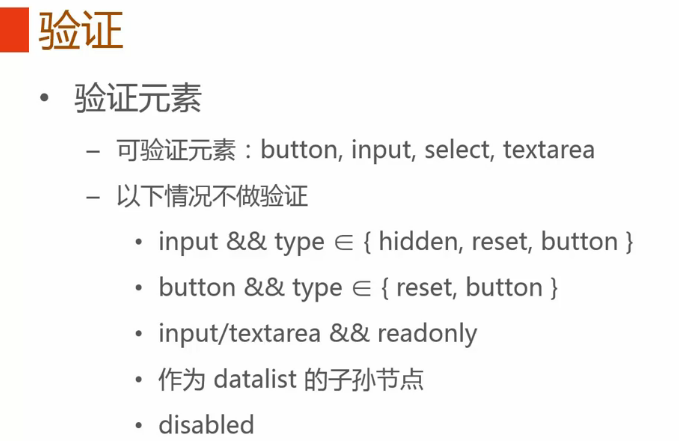 验证
• 验证元素
– 可验证元素：button, input, select, textarea
– 以下情况不做验证
• input && type ∈ { hidden, reset, button }
• button && type ∈ { reset, button }
• input/textarea && readonly
• 作为 datalist 的子孙节点
• disabled